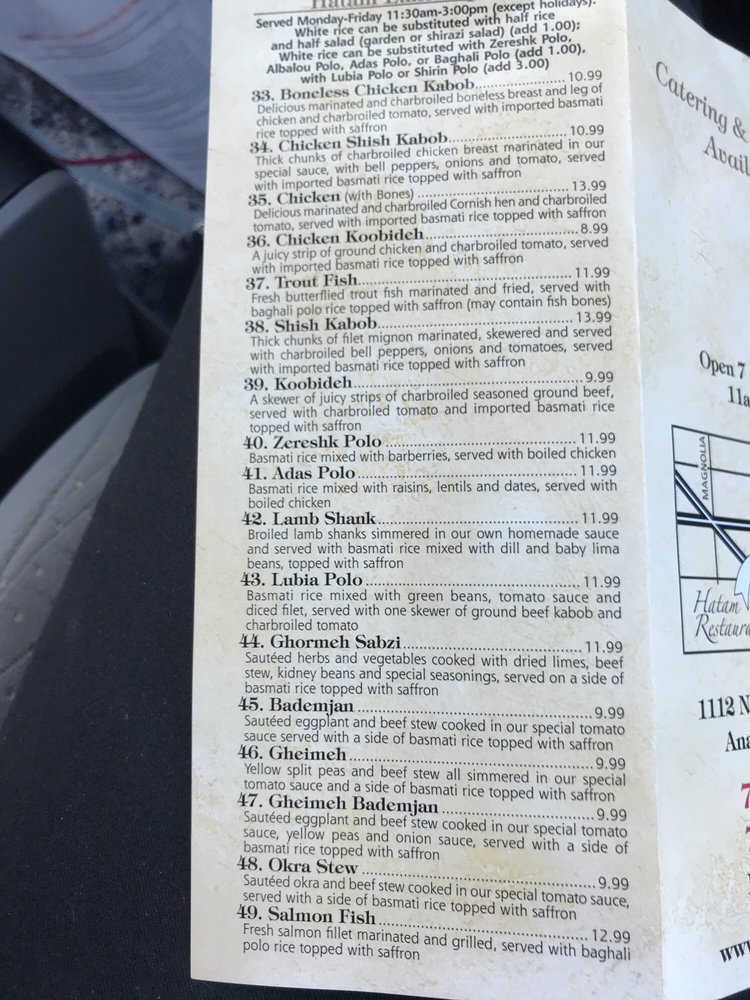 Hatam
Served Monday-Friday 11:30am-3:00pm (except holidays).
White rice can be substituted with half rice
and half salad (garden or shirazi salad) (add 1.00);
White rice can be substituted with Zereshk Polo,
Albalou Polo, Adas Polo, or Baghali Polo (add 1.00),
with Lubia Polo or Shirin Polo (add 3.00)
33. Boneless Chicken Kabob..................10.99
Delicious marinated and charbroiled boneless breast and leg of
chicken and charbroiled tomato, served with imported basmati
rice topped with saffron
34. Chicken Shish Kabob........................10.99
Thick chunks of charbroiled chicken breast marinated in our
special sauce, with bell peppers, onions and tomato, served
with imported basmati rice topped with saffron
35. Chicken (with Bones) ..............................13.99
Delicious marinated and charbroiled Cornish hen and charbroiled
tomato, served with imported basmati rice topped with saffron
36. Chicken Koobideh..............................8.99
A juicy strip of ground chicken and charbroiled tomato, served
with imported basmati rice topped with saffron
37. Trout Fish..........................................11.99
Fresh butterflied trout fish marinated and fried, served with
baghali polo rice topped with saffron (may contain fish bones)
38. Shish Kabob......................................13.99
Thick chunks of filet mignon marinated, skewered and served
with charbroiled bell peppers, onions and tomatoes, served
with imported basmati rice topped with saffron
39. Koobideh............................................9.99
A skewer of juicy strips of charbroiled seasoned ground beef,
served with charbroiled tomato and imported basmati rice
topped with saffron
40. Zereshk Polo ....................................11.99
Basmati rice mixed with barberries, served with boiled chicken
41. Adas Polo..........................................11.99
Basmati rice mixed with raisins, lentils and dates, served with
boiled chicken
42. Lamb Shank......................................11.99
Broiled lamb shanks simmered in our own homemade sauce
and served with basmati rice mixed with dill and baby lima
beans, topped with saffron
43. Lubia Polo ........................................11.99
Basmati rice mixed with green beans, tomato sauce and
diced filet, served with one skewer of ground beef kabob and
charbroiled tomato
44. Ghormeh Sabzi..................................11.99
Sautéed herbs and vegetables cooked with dried limes, beef
stew, kidney beans and special seasonings, served on a side of
basmati rice topped with saffron
45. Bademjan ............................................9.99
Sautéed eggplant and beef stew cooked in our special tomato
sauce served with a side of basmati rice topped with saffron
46. Gheimeh..............................................9.99
Yellow split peas and beef stew all simmered in our special
tomato sauce and a side of basmati rice topped with saffron
47. Gheimeh Bademjan............................9.99
Sautéed eggplant and beef stew cooked in our special tomato
sauce, yellow peas and onion sauce, served with a side of
basmati rice topped with saffron
48. Okra Stew ..........................................9.99
Sautéed okra and beef stew cooked in our special tomato sauce,
served with a side of basmati rice topped with saffron
49. Salmon Fish......................................12.99
Fresh salmon fillet marinated and grilled, served with baghali
polo rice topped with saffron
Catering &
Avail
Open 7
11a
MAGNOLIA
Hatam
Restaura
1112 N
Ana
7
www